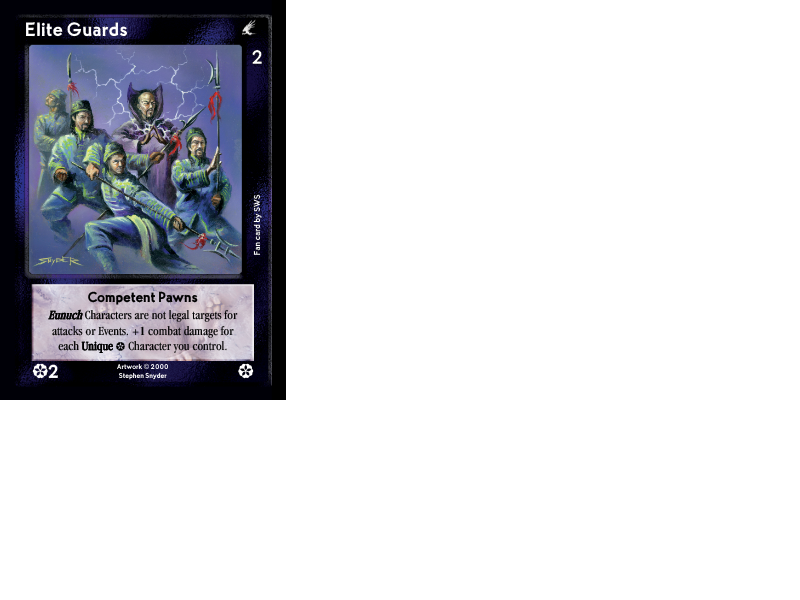 Elite Guards
2
Fan card by SWS
SNYDER
Competent Pawns
Eunuch Characters are not legal targets for
attacks or Events. +1 combat damage for
each Unique Character you control.
2
Artwork © 2000
Stephen Snyder